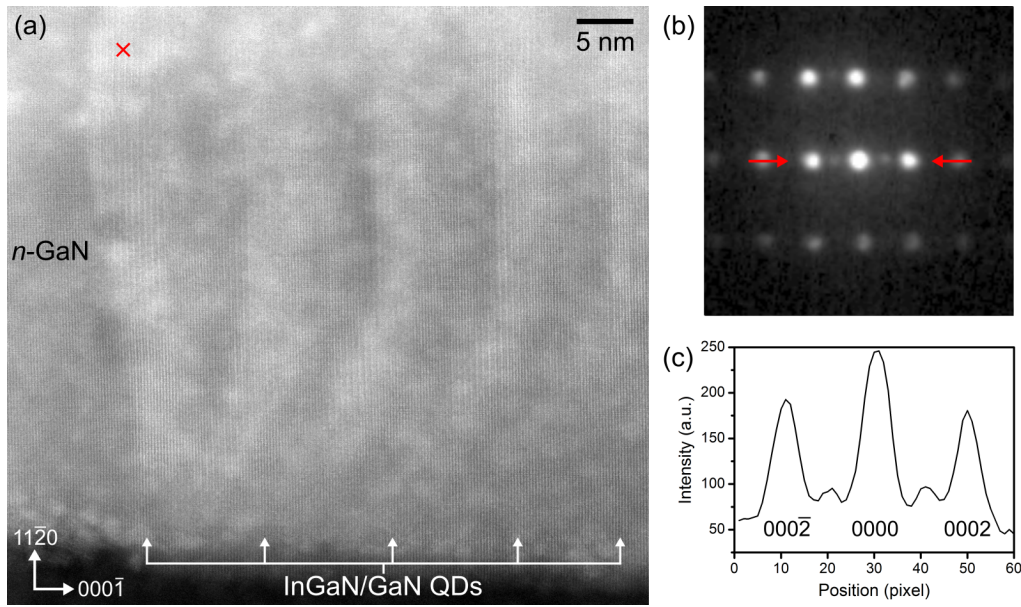 (a)
5 nm
n-GaN
112̅0
0001̅
InGaN/GaN QDs
(b)
(c)
250
200
150
100
50
Intensity (a.u.)
0002̅
0000
0002
0 10 20 30 40 50 60
Position (pixel)